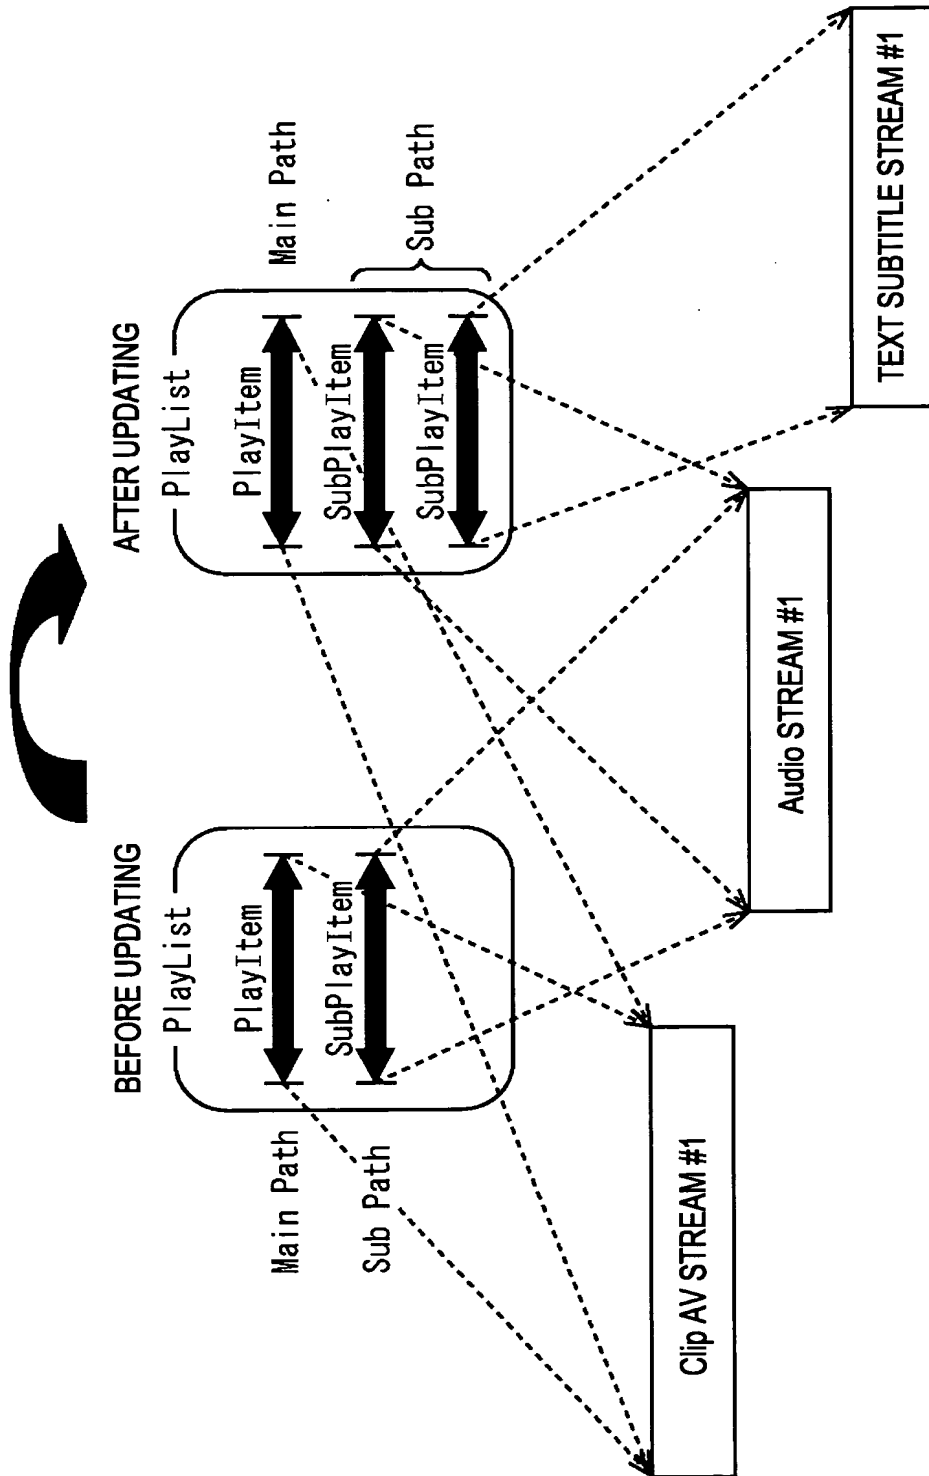 BEFORE UPDATING
PlayList
Main Path
PlayItem
Sub Path
SubPlayItem
AFTER UPDATING
PlayList
PlayItem
Main Path
SubPlayItem
SubPlayItem
Sub Path
Clip AV STREAM #1
Audio STREAM #1
TEXT SUBTITLE STREAM #1